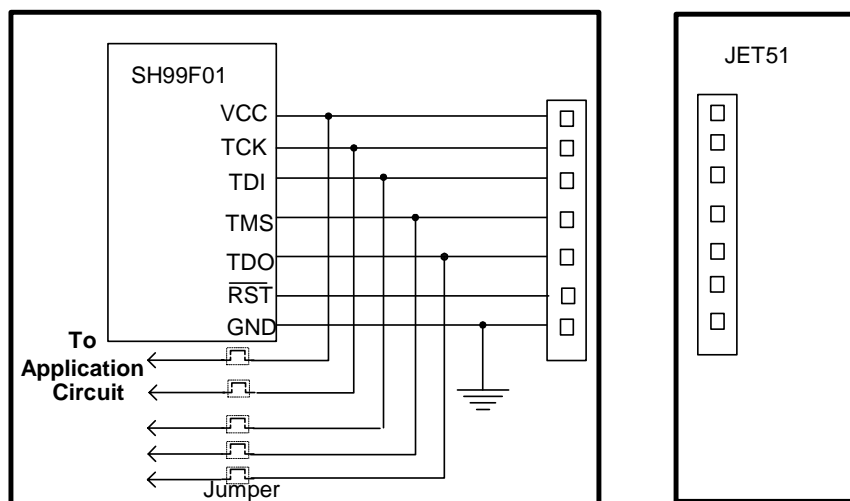 SH99F01
VCC
TCK
TDI
TMS
TDO
RST
GND
To
Application
Circuit
Jumper
JET51